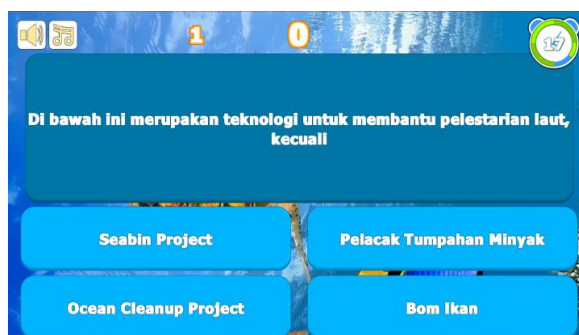 1 0 17
Di bawah ini merupakan teknologi untuk membantu pelestarian laut,
kecuali
Seabin Project
Pelacak Tumpahan Minyak
Ocean Cleanup Project
Bom Ikan